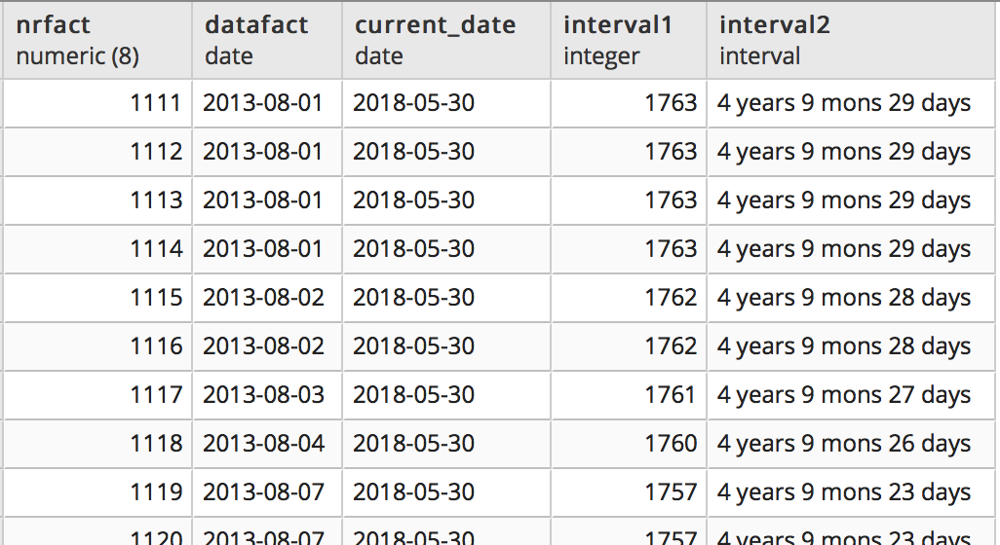 nrfact datafact current_date interval1 interval2
numeric (8) date date integer interval
1111 2013-08-01 2018-05-30 1763 4 years 9 mons 29 days
1112 2013-08-01 2018-05-30 1763 4 years 9 mons 29 days
1113 2013-08-01 2018-05-30 1763 4 years 9 mons 29 days
1114 2013-08-01 2018-05-30 1763 4 years 9 mons 29 days
1115 2013-08-02 2018-05-30 1762 4 years 9 mons 28 days
1116 2013-08-02 2018-05-30 1762 4 years 9 mons 28 days
1117 2013-08-03 2018-05-30 1761 4 years 9 mons 27 days
1118 2013-08-04 2018-05-30 1760 4 years 9 mons 26 days
1119 2013-08-07 2018-05-30 1757 4 years 9 mons 23 days
1120 2013-08-07 2018-05-30 1757 4 years 9 mons 23 days